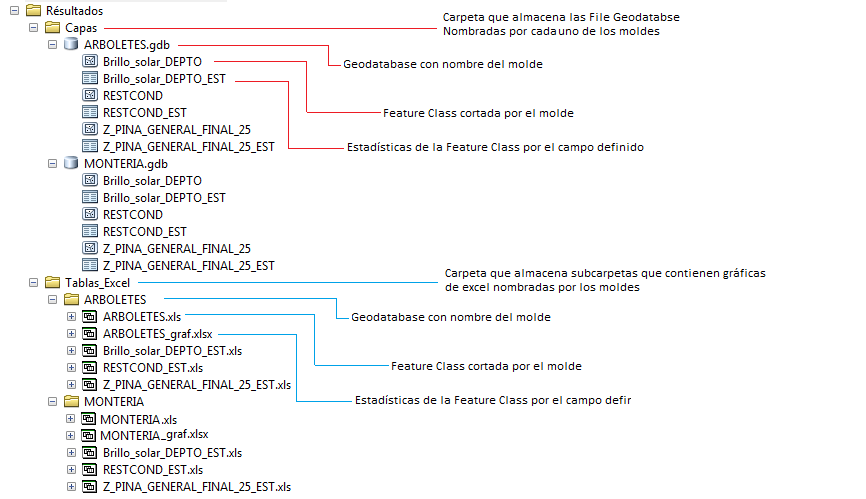 Résultados
Carpeta que almacena las File Geodatabse
Capas
Nombradas por cada uno de los moldes
ARBOLETES.gdb
Brillo_solar_DEPTO
Geodatabase con nombre del molde
Brillo_solar_DEPTO_EST
RESTCOND
RESTCOND_EST
Feature Class cortada por el molde
Z_PINA_GENERAL_FINAL_25
Z_PINA_GENERAL_FINAL_25_EST
Estadísticas de la Feature Class por el campo definido
MONTERIA.gdb
Brillo_solar_DEPTO
Brillo_solar_DEPTO_EST
RESTCOND
RESTCOND_EST
Z_PINA_GENERAL_FINAL_25
Z_PINA_GENERAL_FINAL_25_EST
Carpeta que almacena subcarpetas que contienen gráficas
Tablas_Excel
de excel nombradas por los moldes
ARBOLETES
ARBOLETES.xls
Geodatabase con nombre del molde
ARBOLETES_graf.xlsx
Brillo_solar_DEPTO_EST.xls
RESTCOND_EST.xls
Feature Class cortada por el molde
Z_PINA_GENERAL_FINAL_25_EST.xls
MONTERIA
Estadísticas de la Feature Class por el campo defir
MONTERIA.xls
MONTERIA_graf.xlsx
Brillo_solar_DEPTO_EST.xls
RESTCOND_EST.xls
Z_PINA_GENERAL_FINAL_25_EST.xls